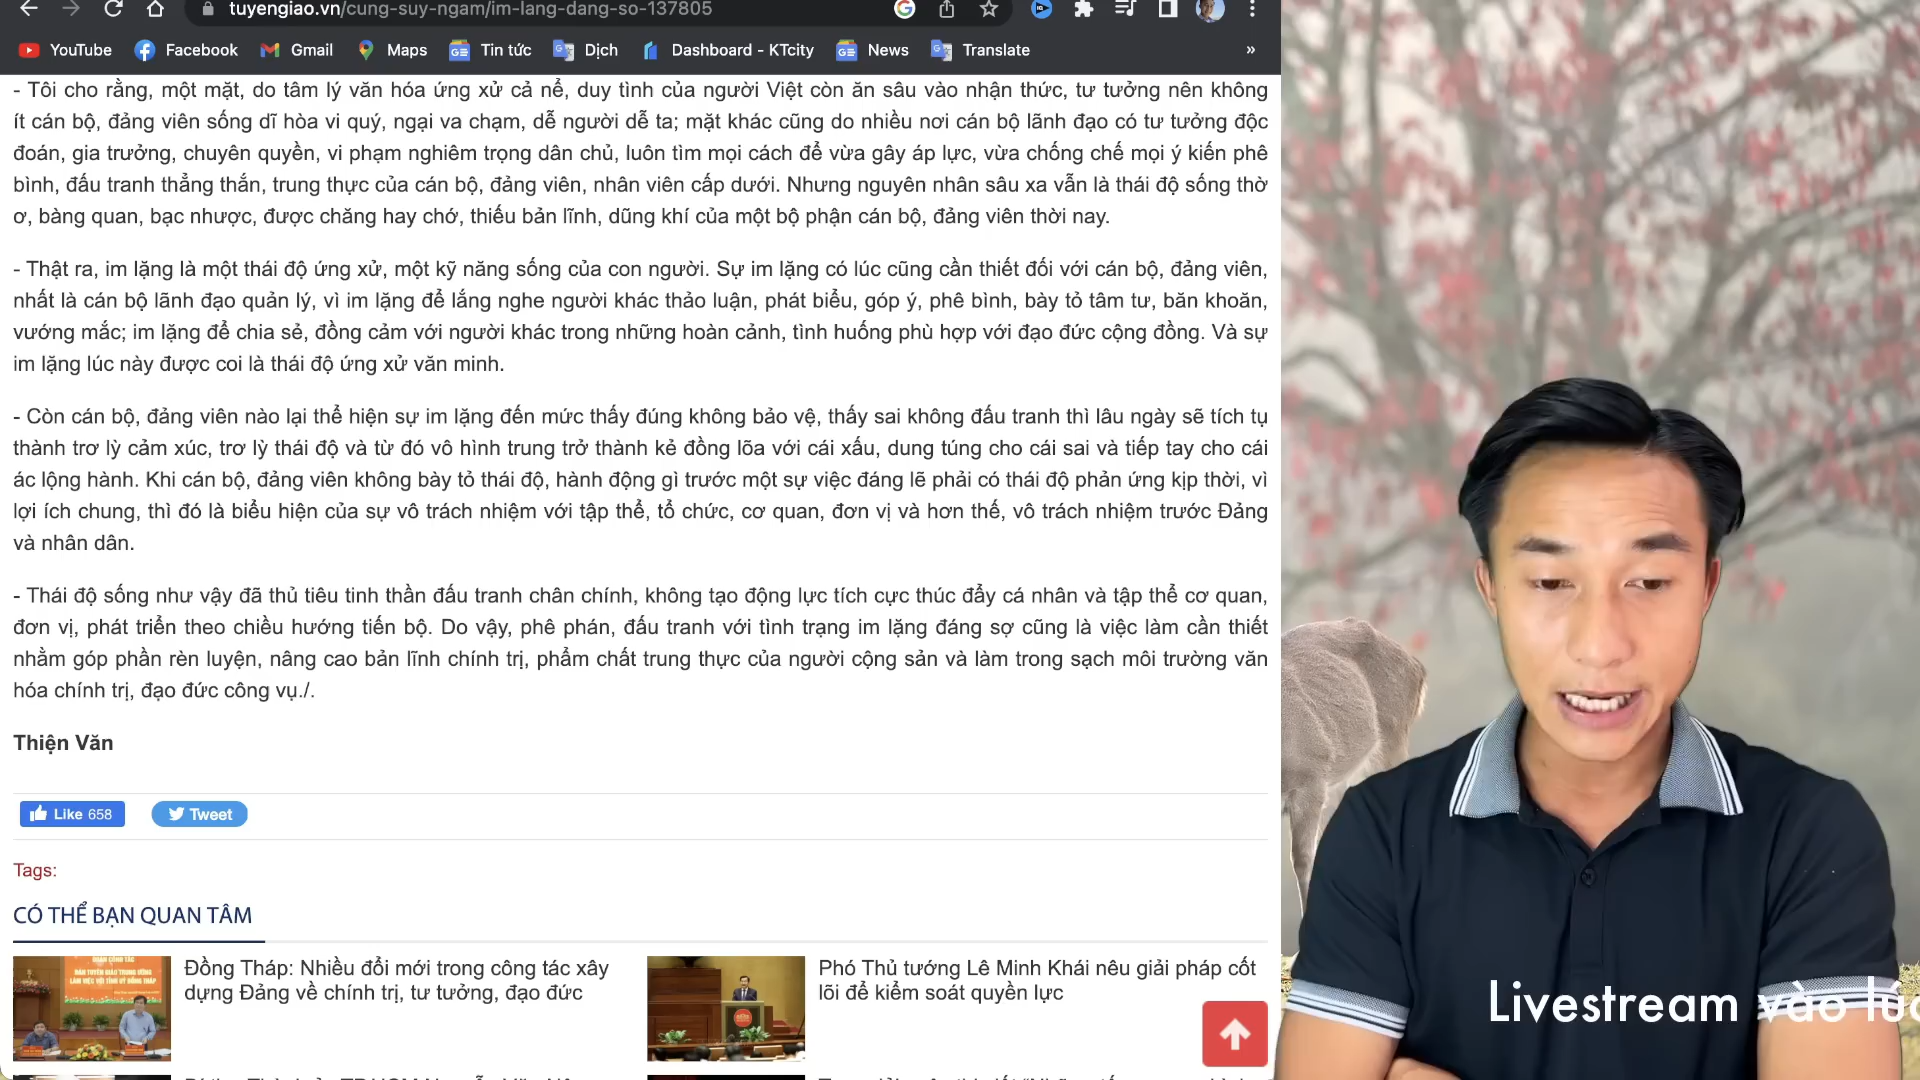 tuyengiao.vn/cung-suy-ngam/im-lang-dang-so-137805
YouTube Facebook Gmail Maps Tin tức Dịch Dashboard - KTcity News Translate »
- Tôi cho rằng, một mặt, do tâm lý văn hóa ứng xử cả nể, duy tình của người Việt còn ăn sâu vào nhận thức, tư tưởng nên không
ít cán bộ, đảng viên sống dĩ hòa vi quý, ngại va chạm, dễ người dễ ta; mặt khác cũng do nhiều nơi cán bộ lãnh đạo có tư tưởng độc
đoán, gia trưởng, chuyên quyền, vi phạm nghiêm trọng dân chủ, luôn tìm mọi cách để vừa gây áp lực, vừa chống chế mọi ý kiến phê
bình, đấu tranh thẳng thắn, trung thực của cán bộ, đảng viên, nhân viên cấp dưới. Nhưng nguyên nhân sâu xa vẫn là thái độ sống thờ
ơ, bàng quan, bạc nhược, được chăng hay chớ, thiếu bản lĩnh, dũng khí của một bộ phận cán bộ, đảng viên thời nay.
- Thật ra, im lặng là một thái độ ứng xử, một kỹ năng sống của con người. Sự im lặng có lúc cũng cần thiết đối với cán bộ, đảng viên,
nhất là cán bộ lãnh đạo quản lý, vì im lặng để lắng nghe người khác thảo luận, phát biểu, góp ý, phê bình, bày tỏ tâm tư, băn khoăn,
vướng mắc; im lặng để chia sẻ, đồng cảm với người khác trong những hoàn cảnh, tình huống phù hợp với đạo đức cộng đồng. Và sự
im lặng lúc này được coi là thái độ ứng xử văn minh.
- Còn cán bộ, đảng viên nào lại thể hiện sự im lặng đến mức thấy đúng không bảo vệ, thấy sai không đấu tranh thì lâu ngày sẽ tích tụ
thành trơ lỳ cảm xúc, trơ lỳ thái độ và từ đó vô hình trung trở thành kẻ đồng lõa với cái xấu, dung túng cho cái sai và tiếp tay cho cái
ác lộng hành. Khi cán bộ, đảng viên không bày tỏ thái độ, hành động gì trước một sự việc đáng lẽ phải có thái độ phản ứng kịp thời, vì
lợi ích chung, thì đó là biểu hiện của sự vô trách nhiệm với tập thể, tổ chức, cơ quan, đơn vị và hơn thế, vô trách nhiệm trước Đảng
và nhân dân.
- Thái độ sống như vậy đã thủ tiêu tinh thần đấu tranh chân chính, không tạo động lực tích cực thúc đẩy cá nhân và tập thể cơ quan,
đơn vị, phát triển theo chiều hướng tiến bộ. Do vậy, phê phán, đấu tranh với tình trạng im lặng đáng sợ cũng là việc làm cần thiết
nhằm góp phần rèn luyện, nâng cao bản lĩnh chính trị, phẩm chất trung thực của người cộng sản và làm trong sạch môi trường văn
hóa chính trị, đạo đức công vụ./.
Thiện Văn
Like 658 Tweet
Tags:
CÓ THỂ BẠN QUAN TÂM
Đồng Tháp: Nhiều đổi mới trong công tác xây
dựng Đảng về chính trị, tư tưởng, đạo đức
Phó Thủ tướng Lê Minh Khái nêu giải pháp cốt
lõi để kiểm soát quyền lực
Livestream vào lúc